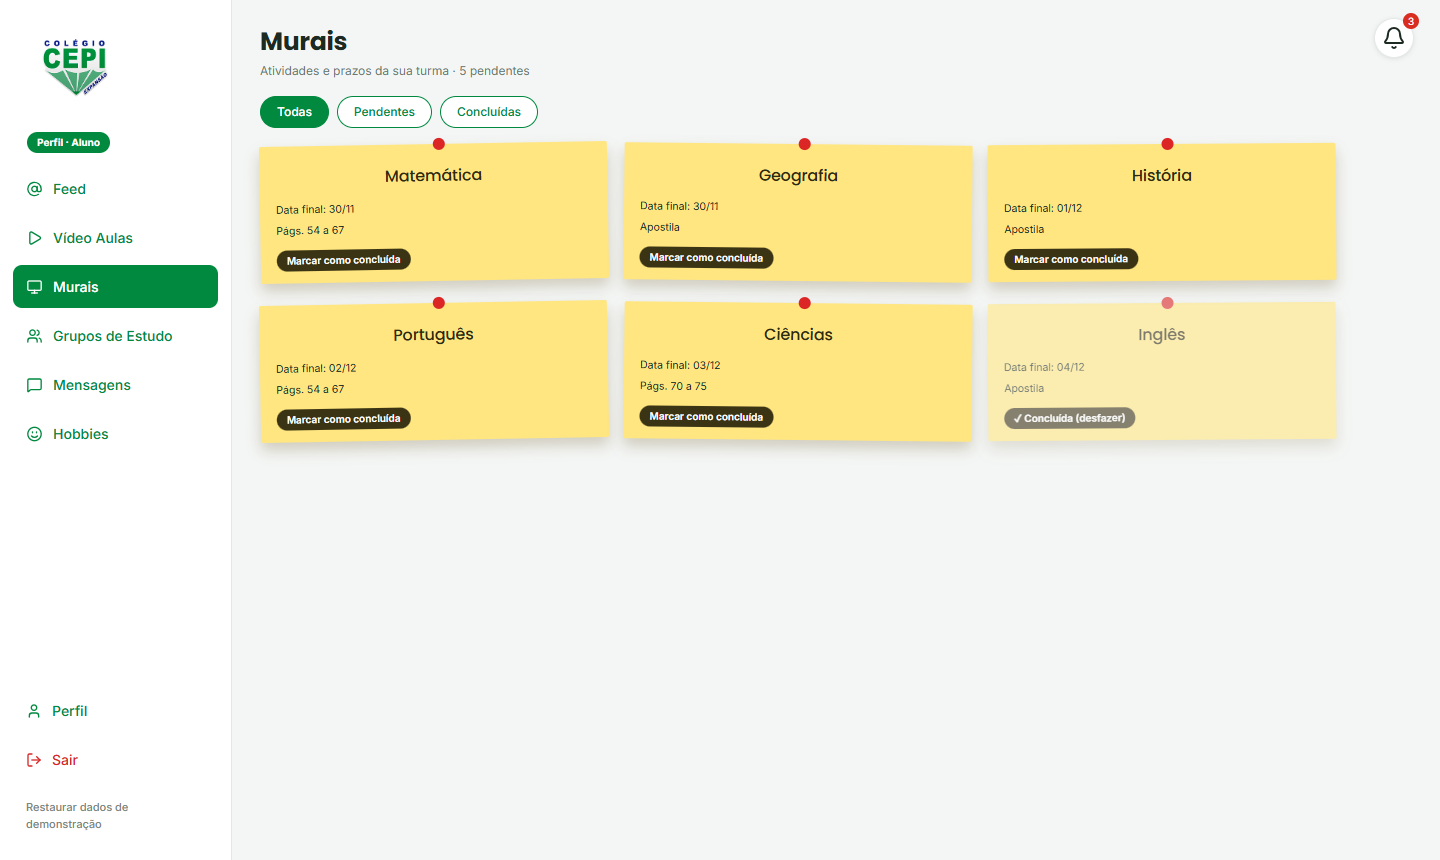 COLÉGIO
CEPI
EXPANSÃO
Perfil · Aluno
Feed
Vídeo Aulas
Murais
Grupos de Estudo
Mensagens
Hobbies
Perfil
Sair
Restaurar dados de
demonstração
Murais
Atividades e prazos da sua turma · 5 pendentes
3
Todas
Pendentes
Concluídas
Matemática
Data final: 30/11
Págs. 54 a 67
Marcar como concluída
Geografia
Data final: 30/11
Apostila
Marcar como concluída
História
Data final: 01/12
Apostila
Marcar como concluída
Português
Data final: 02/12
Págs. 54 a 67
Marcar como concluída
Ciências
Data final: 03/12
Págs. 70 a 75
Marcar como concluída
Inglês
Data final: 04/12
Apostila
✓ Concluída (desfazer)